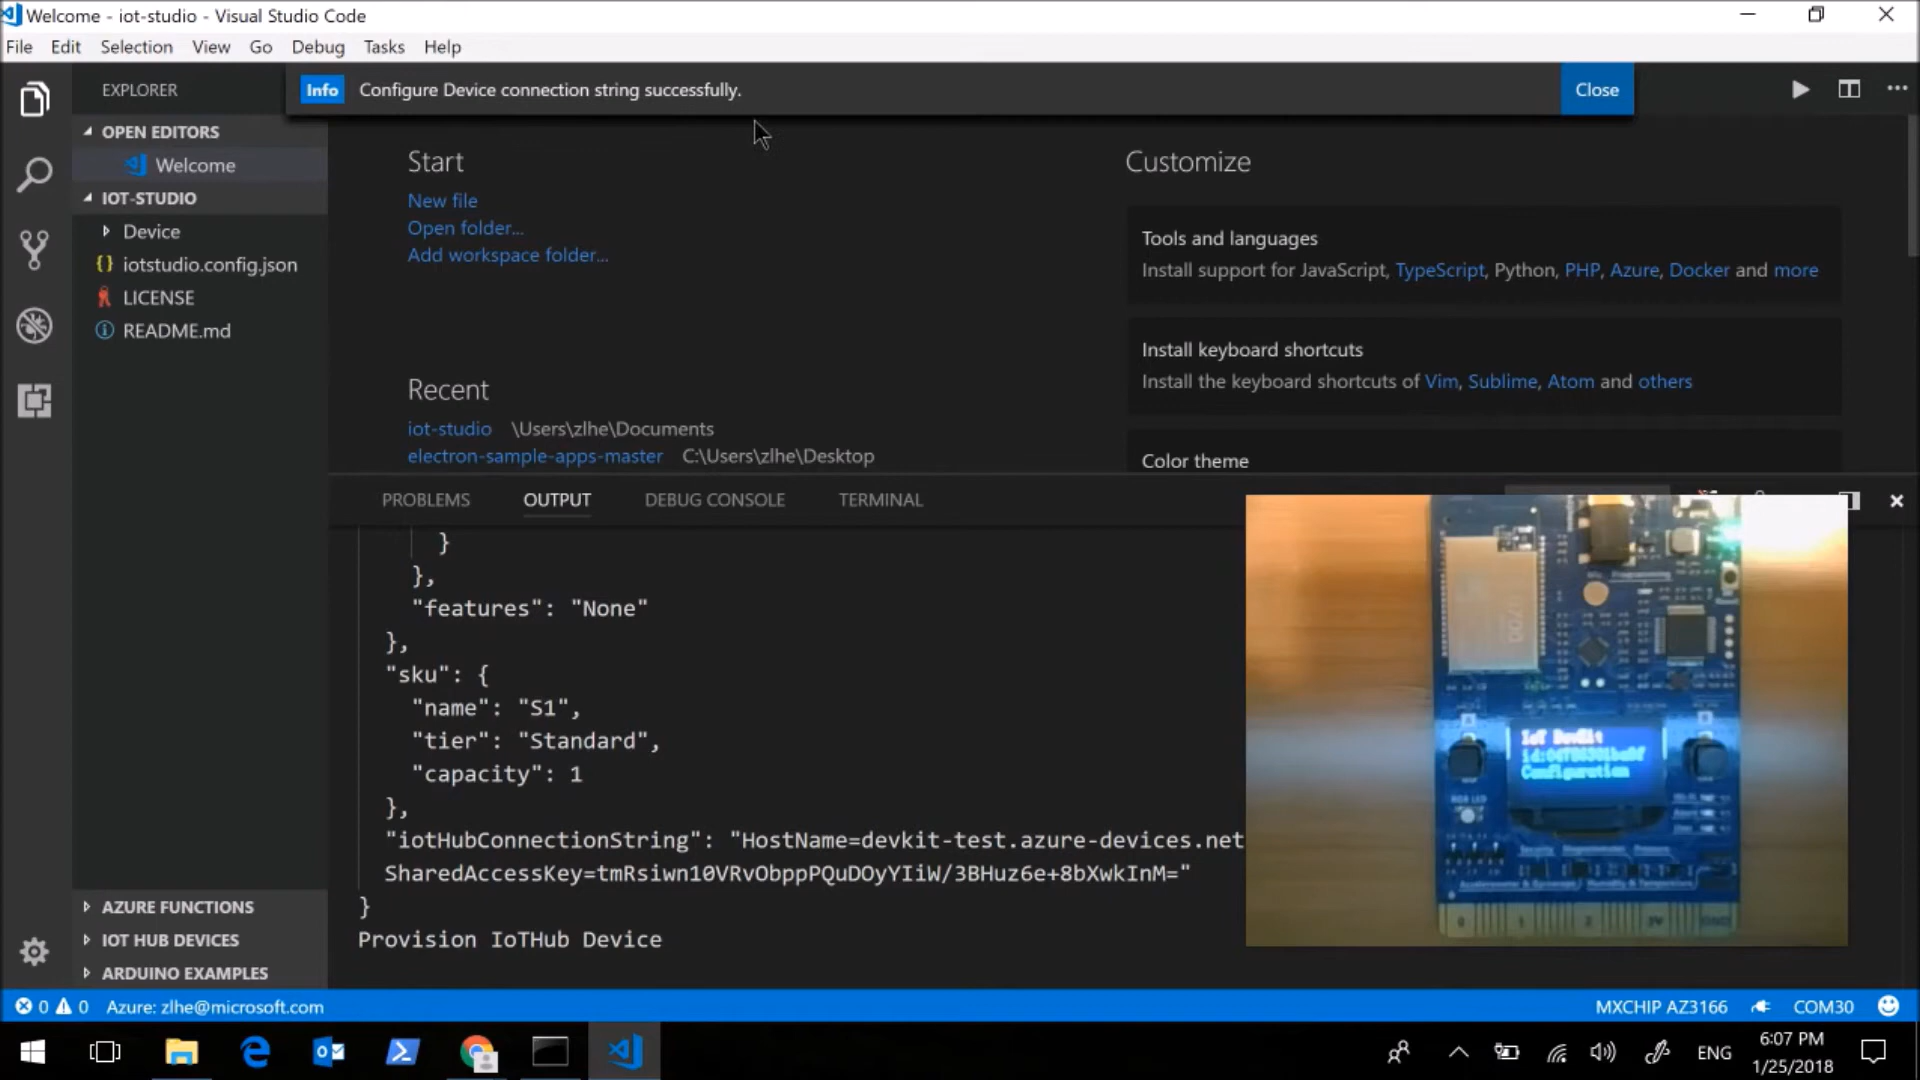 Welcome - iot-studio - Visual Studio Code
File Edit Selection View Go Debug Tasks Help
EXPLORER
Info Configure Device connection string successfully. Close
OPEN EDITORS
Welcome
IOT-STUDIO
Device
{} iotstudio.config.json
LICENSE
README.md
Start
New file
Open folder...
Add workspace folder...
Recent
iot-studio \Users\zlhe\Documents
electron-sample-apps-master C:\Users\zlhe\Desktop
Customize
Tools and languages
Install support for JavaScript, TypeScript, Python, PHP, Azure, Docker and more
Install keyboard shortcuts
Install the keyboard shortcuts of Vim, Sublime, Atom and others
Color theme
PROBLEMS OUTPUT DEBUG CONSOLE TERMINAL
}
},
"features": "None"
},
"sku": {
"name": "S1",
"tier": "Standard",
"capacity": 1
},
"iotHubConnectionString": "HostName=devkit-test.azure-devices.net
SharedAccessKey=tmRsiwn10VRvObppPQuDOyYIiW/3BHuz6e+8bXwkInM="
}
Provision IoTHub Device
IoT DevKit
Configuration
AZURE FUNCTIONS
IOT HUB DEVICES
ARDUINO EXAMPLES
0 0 Azure: zlhe@microsoft.com
MXCHIP AZ3166 COM30
ENG
6:07 PM
1/25/2018